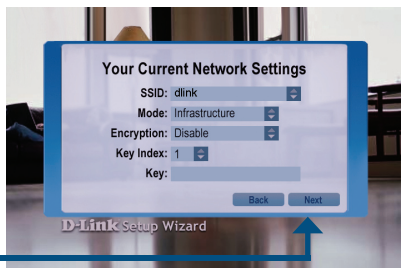 Your Current Network Settings
SSID: dlink
Mode: Infrastructure
Encryption: Disable
Key Index: 1
Key:
Back Next
D-Link Setup Wizard